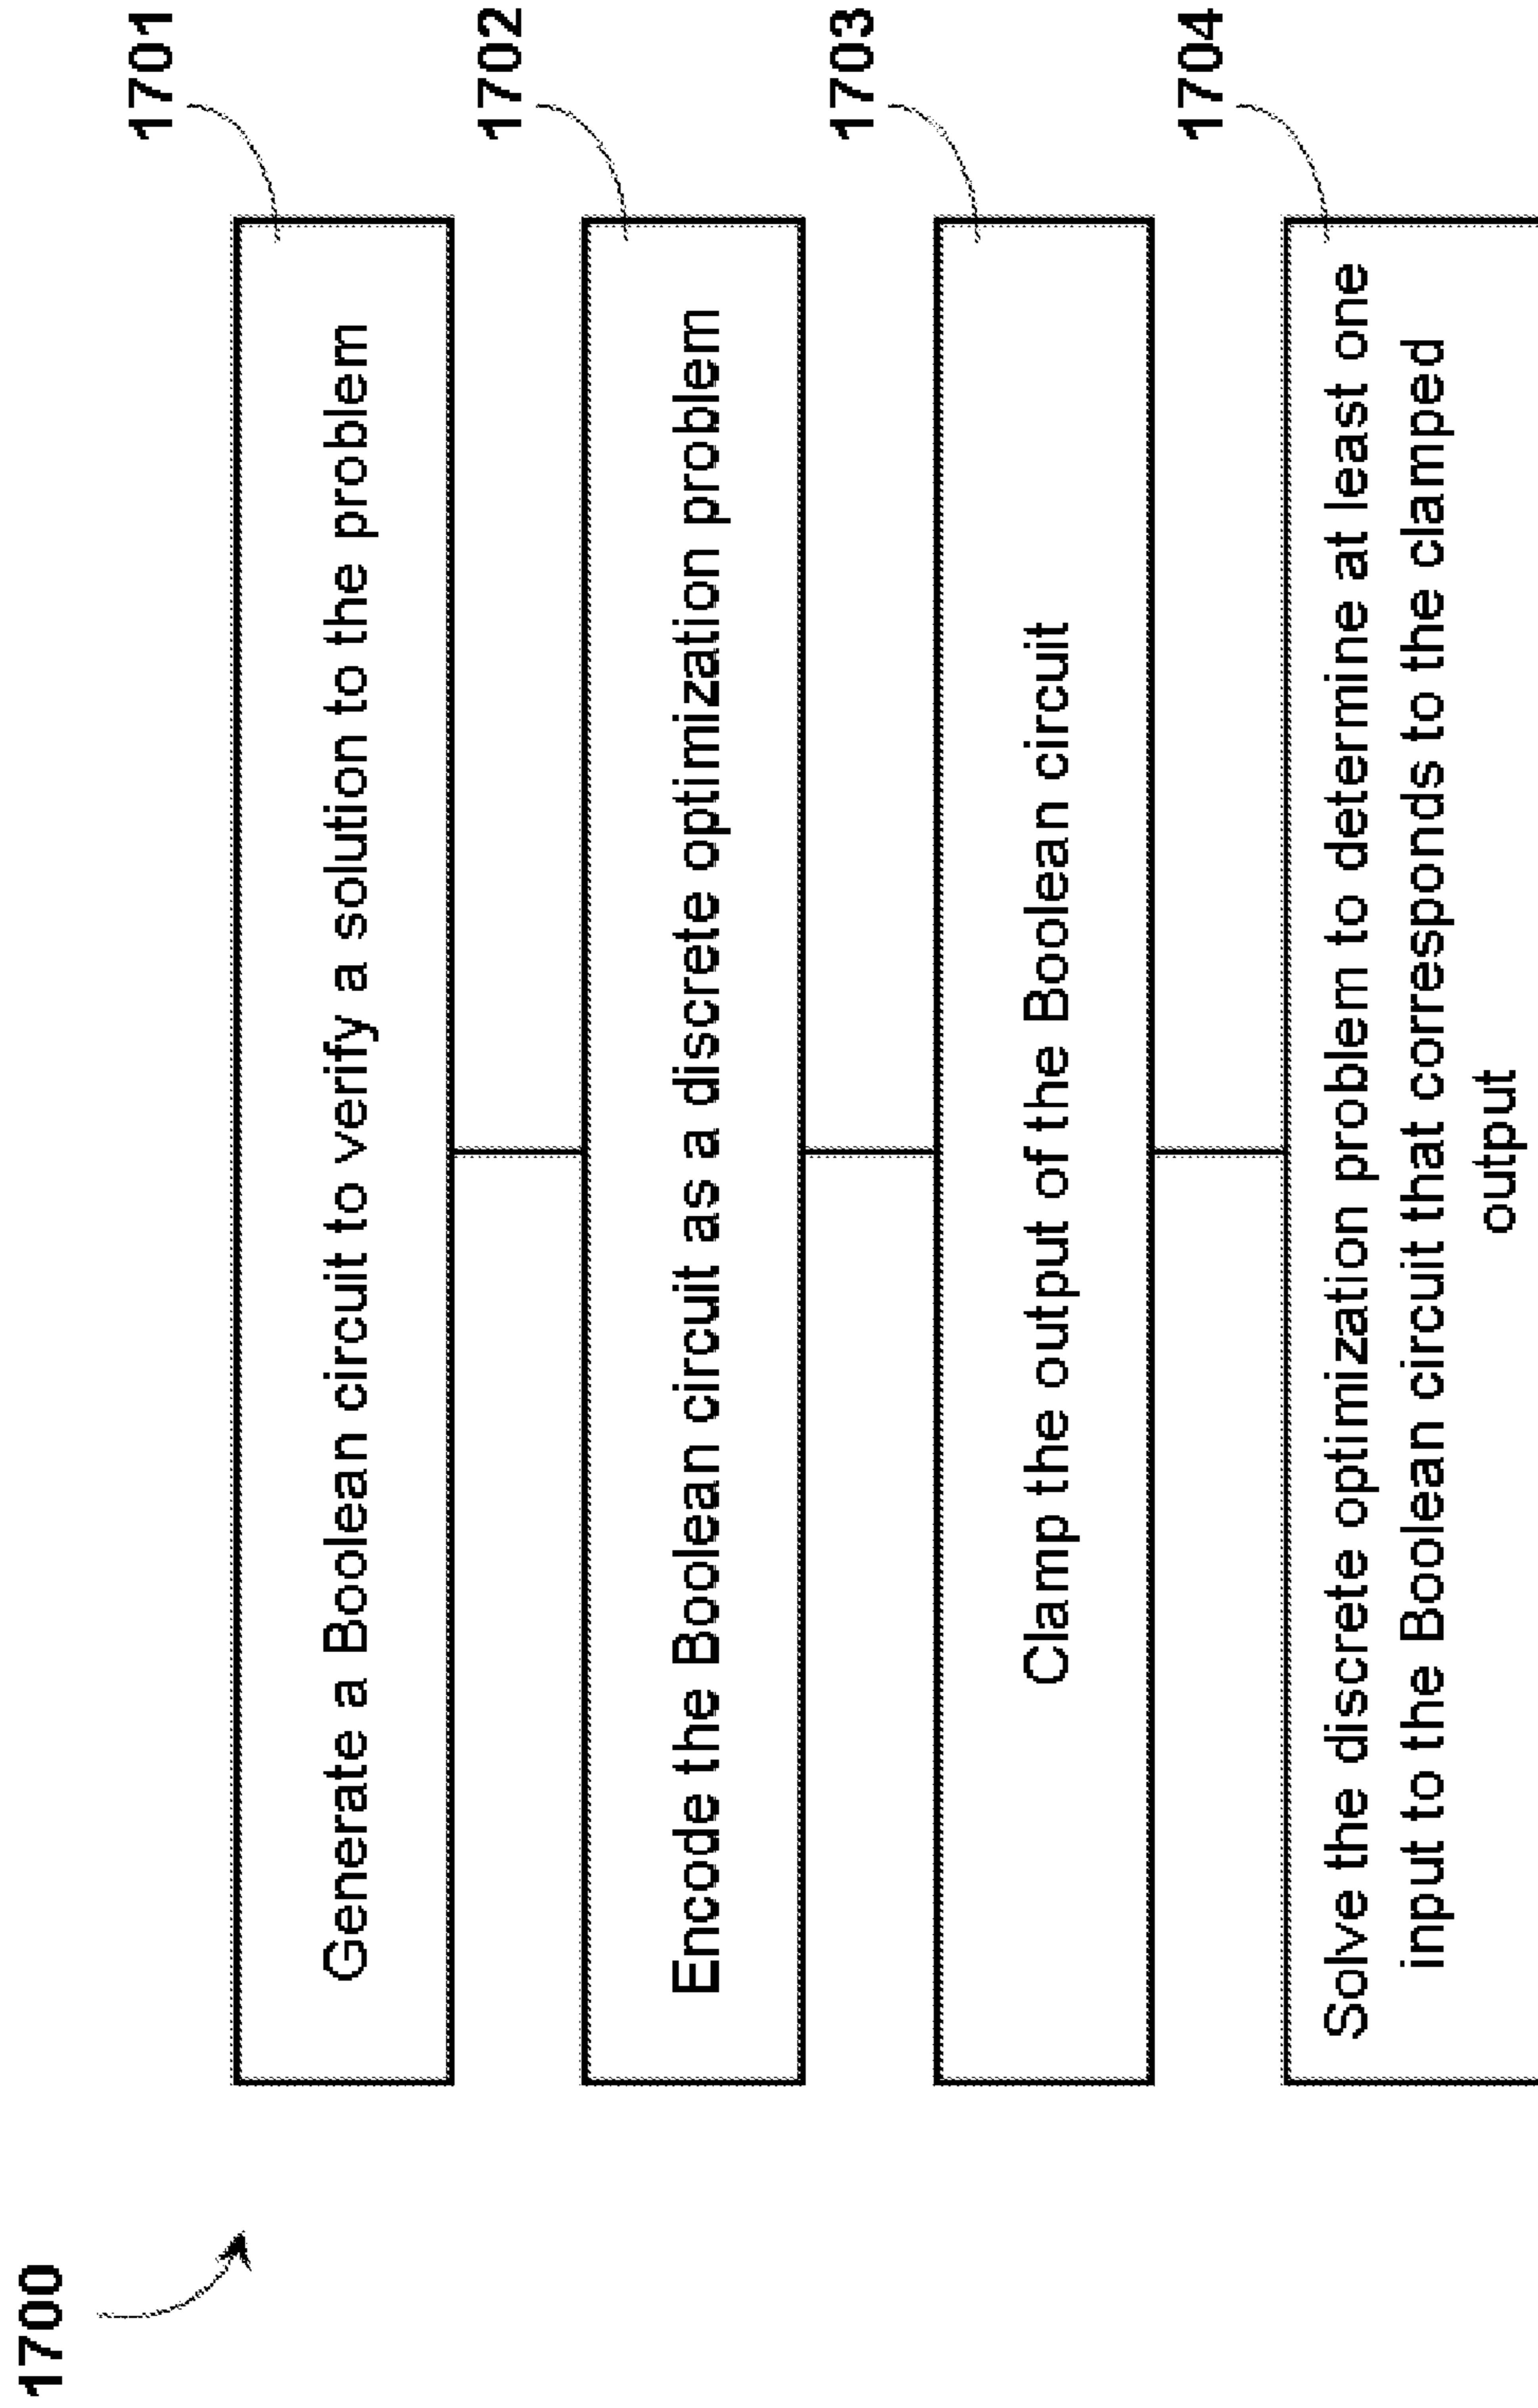 1700
1701
Generate a Boolean circuit to verify a solution to the problem
1702
Encode the Boolean circuit as a discrete optimization problem
1703
Clamp the output of the Boolean circuit
1704
Solve the discrete optimization problem to determine at least one
input to the Boolean circuit that corresponds to the clamped
output